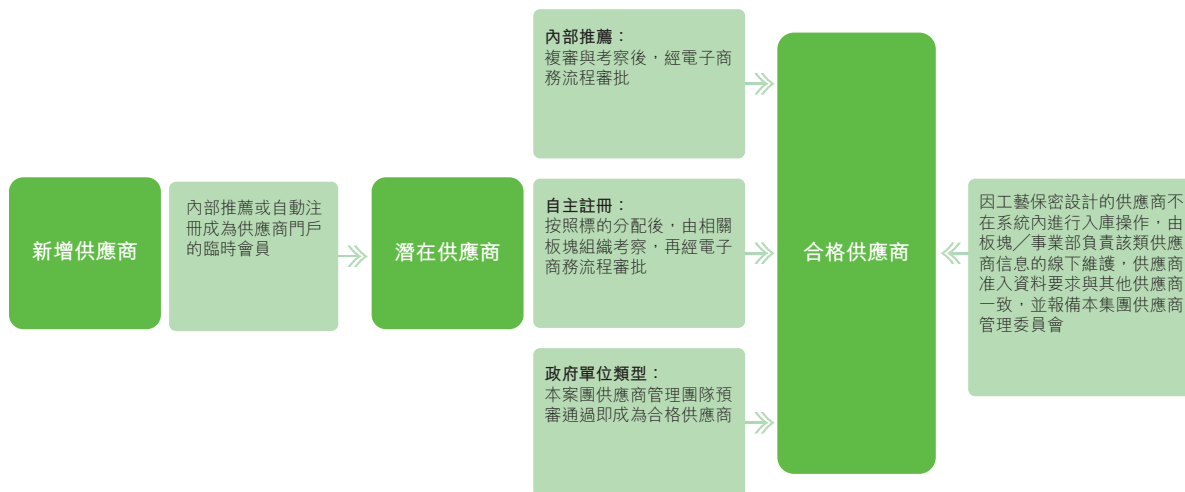 新增供應商
內部推薦或自動注
冊成為供應商門戶
的臨時會員
潛在供應商
內部推薦：
複審與考察後，經電子商
務流程審批
自主註冊：
按照標的分配後，由相關
板塊組織考察，再經電子
商務流程審批
政府單位類型：
本案團供應商管理團隊預
審通過即成為合格供應商
合格供應商
因工藝保密設計的供應商不
在系統內進行入庫操作，由
板塊／事業部負責該類供應
商信息的線下維護，供應商
准入資料要求與其他供應商
一致，並報備本集團供應商
管理委員會